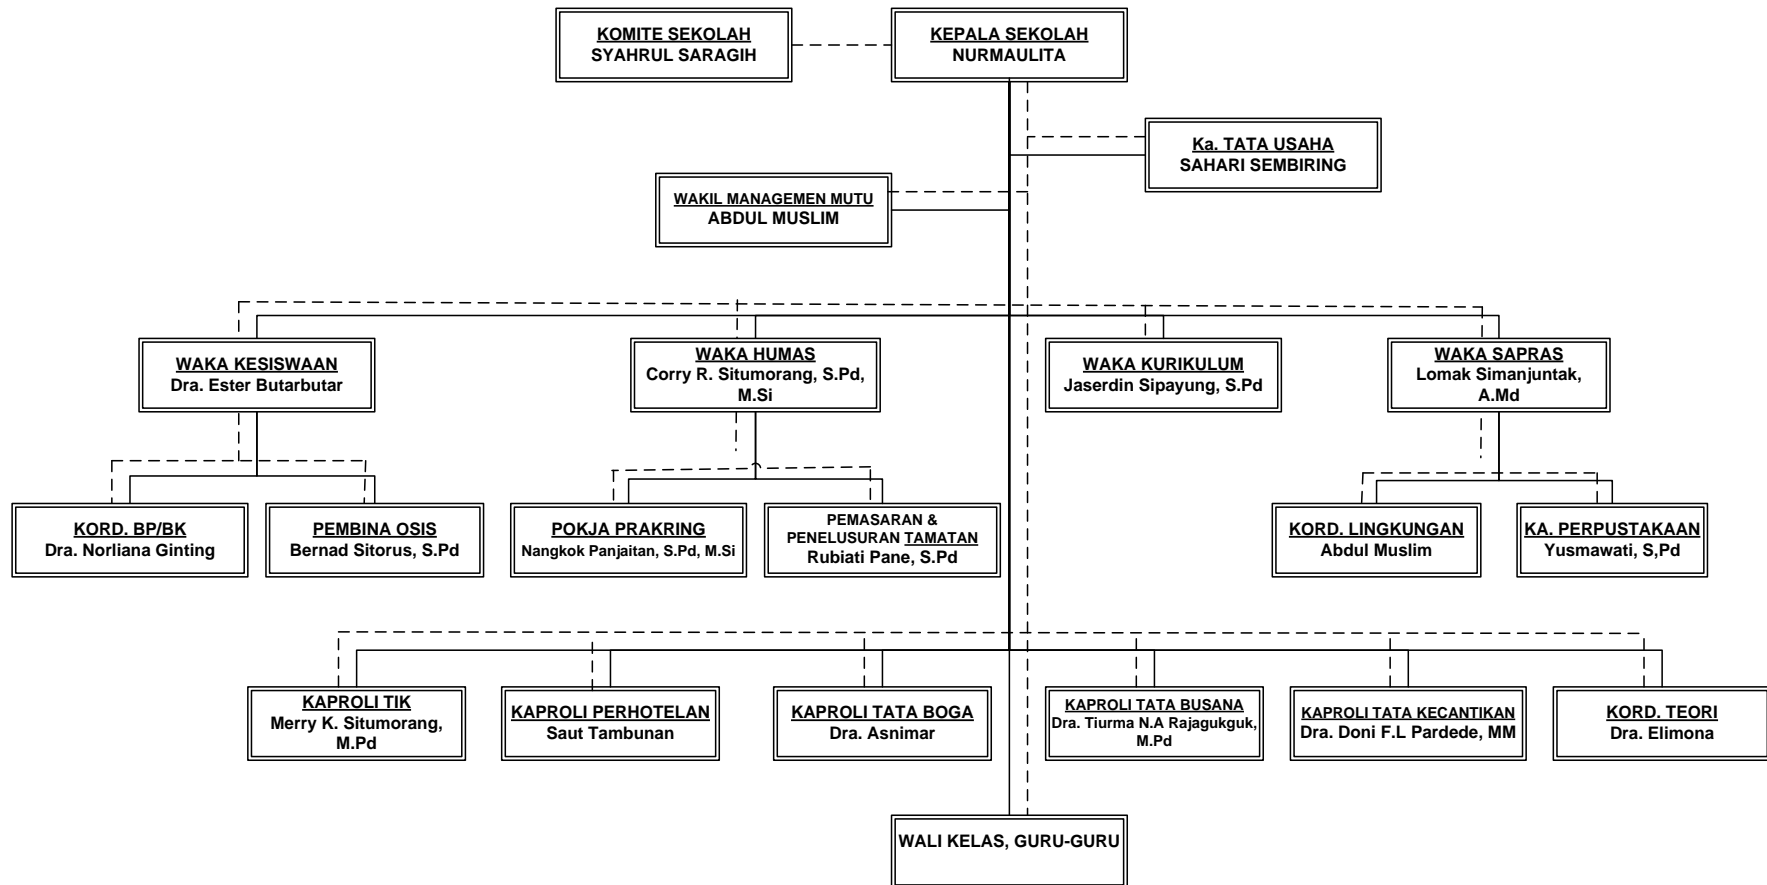 KOMITE SEKOLAH
SYAHRUL SARAGIH
KEPALA SEKOLAH
NURMAULITA
Ka. TATA USAHA
SAHARI SEMBIRING
WAKIL MANAGEMEN MUTU
ABDUL MUSLIM
WAKA KESISWAAN
Dra. Ester Butarbutar
WAKA HUMAS
Corry R. Situmorang, S.Pd,
M.Si
WAKA KURIKULUM
Jaserdin Sipayung, S.Pd
WAKA SAPRAS
Lomak Simanjuntak,
A.Md
KORD. BP/BK
Dra. Norliana Ginting
PEMBINA OSIS
Bernad Sitorus, S.Pd
POKJA PRAKRING
Nangkok Panjaitan, S.Pd, M.Si
PEMASARAN &
PENELUSURAN TAMATAN
Rubiati Pane, S.Pd
KORD. LINGKUNGAN
Abdul Muslim
KA. PERPUSTAKAAN
Yusmawati, S,Pd
KAPROLI TIK
Merry K. Situmorang,
M.Pd
KAPROLI PERHOTELAN
Saut Tambunan
KAPROLI TATA BOGA
Dra. Asnimar
KAPROLI TATA BUSANA
Dra. Tiurma N.A Rajagukguk,
M.Pd
KAPROLI TATA KECANTIKAN
Dra. Doni F.L Pardede, MM
KORD. TEORI
Dra. Elimona
WALI KELAS, GURU-GURU